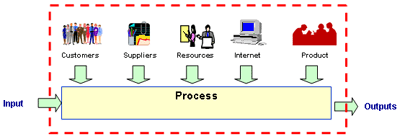 Customers Suppliers Resources Internet Product
Process
Input
Outputs